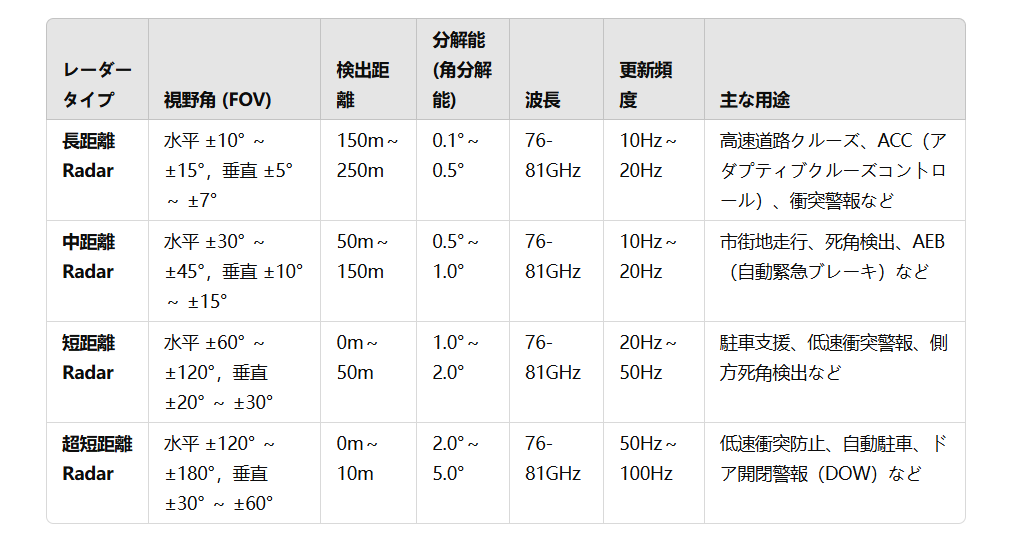 レーダータイプ
視野角 (FOV)
検出距離
分解能 (角分解能)
波長
更新頻度
主な用途
長距離 Radar
水平 ±10° ~ ±15°, 垂直 ±5° ~ ±7°
150m~250m
0.1°~0.5°
76-81GHz
10Hz~20Hz
高速道路クルーズ、ACC（アダプティブクルーズコントロール）、衝突警報など
中距離 Radar
水平 ±30° ~ ±45°, 垂直 ±10° ~ ±15°
50m~150m
0.5°~1.0°
76-81GHz
10Hz~20Hz
市街地走行、死角検出、AEB（自動緊急ブレーキ）など
短距離 Radar
水平 ±60° ~ ±120°, 垂直 ±20° ~ ±30°
0m~50m
1.0°~2.0°
76-81GHz
20Hz~50Hz
駐車支援、低速衝突警報、側方死角検出など
超短距離 Radar
水平 ±120° ~ ±180°, 垂直 ±30° ~ ±60°
0m~10m
2.0°~5.0°
76-81GHz
50Hz~100Hz
低速衝突防止、自動駐車、ドア開閉警報（DOW）など